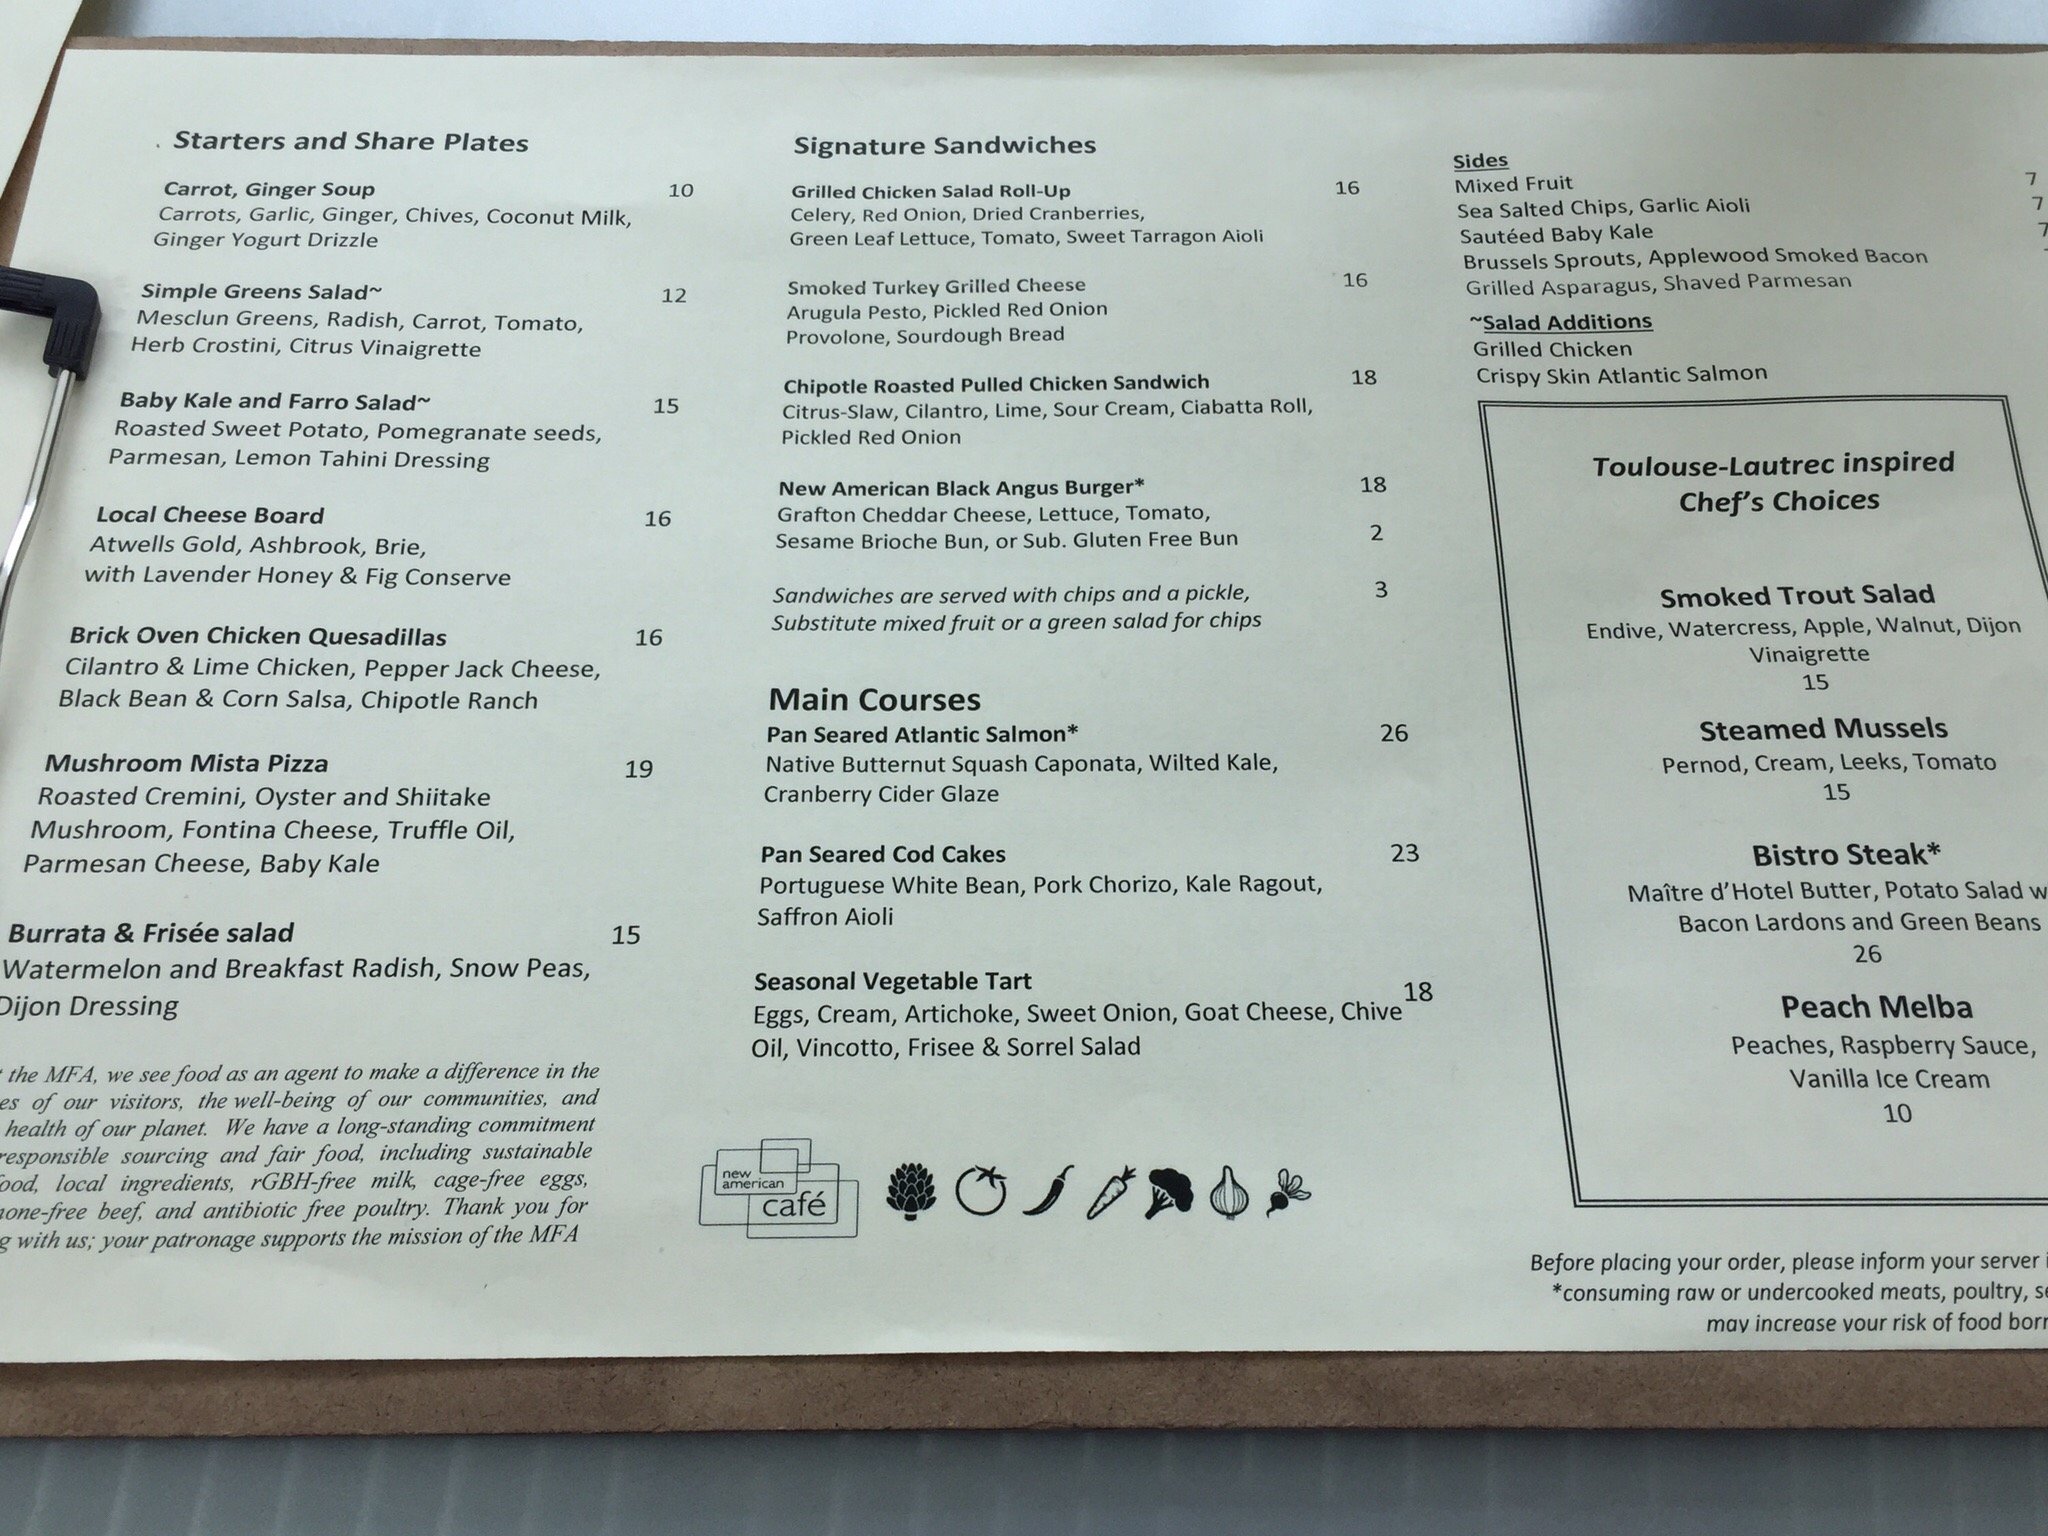 Starters and Share Plates
Carrot, Ginger Soup 10
Carrots, Garlic, Ginger, Chives, Coconut Milk,
Ginger Yogurt Drizzle
Simple Greens Salad~ 12
Mesclun Greens, Radish, Carrot, Tomato,
Herb Crostini, Citrus Vinaigrette
Baby Kale and Farro Salad~ 15
Roasted Sweet Potato, Pomegranate seeds,
Parmesan, Lemon Tahini Dressing
Local Cheese Board 16
Atwells Gold, Ashbrook, Brie,
with Lavender Honey & Fig Conserve
Brick Oven Chicken Quesadillas 16
Cilantro & Lime Chicken, Pepper Jack Cheese,
Black Bean & Corn Salsa, Chipotle Ranch
Mushroom Mista Pizza 19
Roasted Cremini, Oyster and Shiitake
Mushroom, Fontina Cheese, Truffle Oil,
Parmesan Cheese, Baby Kale
Burrata & Frisée salad 15
Watermelon and Breakfast Radish, Snow Peas,
Dijon Dressing
the MFA, we see food as an agent to make a difference in the
of our visitors, the well-being of our communities, and
health of our planet. We have a long-standing commitment
responsible sourcing and fair food, including sustainable
local ingredients, rGBH-free milk, cage-free eggs,
beef, and antibiotic free poultry. Thank you for
with us; your patronage supports the mission of the MFA
Signature Sandwiches
Grilled Chicken Salad Roll-Up 16
Celery, Red Onion, Dried Cranberries,
Green Leaf Lettuce, Tomato, Sweet Tarragon Aioli
Smoked Turkey Grilled Cheese 16
Arugula Pesto, Pickled Red Onion
Provolone, Sourdough Bread
Chipotle Roasted Pulled Chicken Sandwich 18
Citrus-Slaw, Cilantro, Lime, Sour Cream, Ciabatta Roll,
Pickled Red Onion
New American Black Angus Burger* 18
Grafton Cheddar Cheese, Lettuce, Tomato,
Sesame Brioche Bun, or Sub. Gluten Free Bun 2
Sandwiches are served with chips and a pickle, 3
Substitute mixed fruit or a green salad for chips
Main Courses
Pan Seared Atlantic Salmon* 26
Native Butternut Squash Caponata, Wilted Kale,
Cranberry Cider Glaze
Pan Seared Cod Cakes 23
Portuguese White Bean, Pork Chorizo, Kale Ragout,
Saffron Aioli
Seasonal Vegetable Tart 18
Eggs, Cream, Artichoke, Sweet Onion, Goat Cheese, Chive
Oil, Vincotto, Frisee & Sorrel Salad
new
american
café
Sides
Mixed Fruit 7
Sea Salted Chips, Garlic Aioli 7
Sautéed Baby Kale 7
Brussels Sprouts, Applewood Smoked Bacon
Grilled Asparagus, Shaved Parmesan
~Salad Additions
Grilled Chicken
Crispy Skin Atlantic Salmon
Toulouse-Lautrec inspired
Chef's Choices
Smoked Trout Salad
Endive, Watercress, Apple, Walnut, Dijon
Vinaigrette
15
Steamed Mussels
Pernod, Cream, Leeks, Tomato
15
Bistro Steak*
Maître d'Hotel Butter, Potato Salad
Bacon Lardons and Green Beans
26
Peach Melba
Peaches, Raspberry Sauce,
Vanilla Ice Cream
10
Before placing your order, please inform your server
*consuming raw or undercooked meats, poultry,
may increase your risk of food